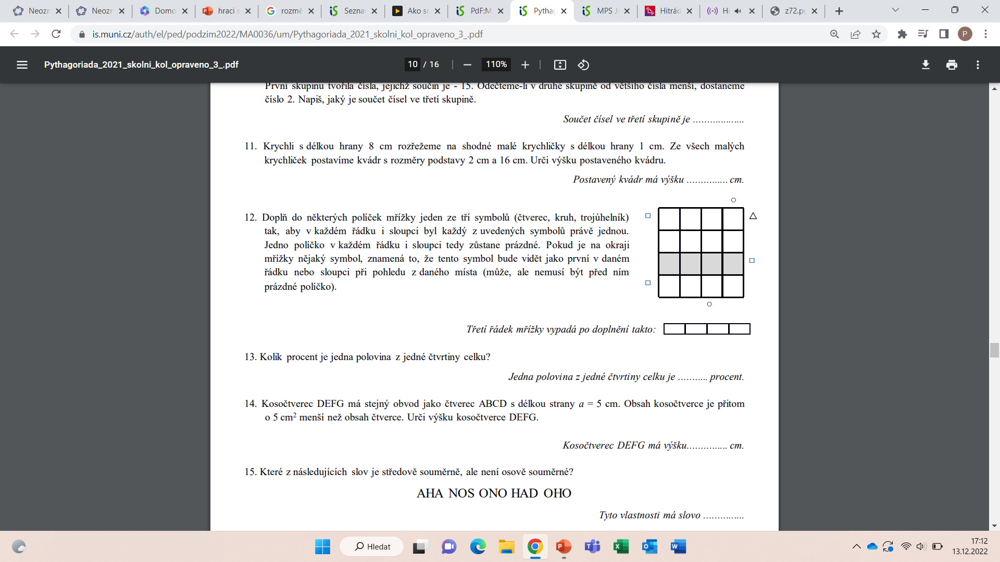 Neozn
Neozn
Domo
hraci s
rozmě
Sezna
Ako so
PdF:M
Pythag
MPS J
Hitrád
Hi
z72.p
is.muni.cz/auth/el/ped/podzim2022/MA0036/um/Pythagoriada_2021_skolni_kol_opraveno_3_.pdf
P
Pythagoriada_2021_skolni_kol_opraveno_3_.pdf
10 / 16
110%
První skupinu tvořila čísla, jejichž součin je - 15. Odečteme-li v druhé skupině od většího čísla menší, dostaneme
číslo 2. Napiš, jaký je součet čísel ve třetí skupině.
Součet čísel ve třetí skupině je ..................
11. Krychli s délkou hrany 8 cm rozřežeme na shodné malé krychličky s délkou hrany 1 cm. Ze všech malých
krychliček postavíme kvádr s rozměry podstavy 2 cm a 16 cm. Urči výšku postaveného kvádru.
Postavený kvádr má výšku ............... cm.
12. Doplň do některých políček mřížky jeden ze tří symbolů (čtverec, kruh, trojúhelník)
tak, aby v každém řádku i sloupci byl každý z uvedených symbolů právě jednou.
Jedno políčko v každém řádku i sloupci tedy zůstane prázdné. Pokud je na okraji
mřížky nějaký symbol, znamená to, že tento symbol bude vidět jako první v daném
řádku nebo sloupci při pohledu z daného místa (může, ale nemusí být před ním
prázdné políčko).
Třetí řádek mřížky vypadá po doplnění takto:
13. Kolik procent je jedna polovina z jedné čtvrtiny celku?
Jedna polovina z jedné čtvrtiny celku je ........... procent.
14. Kosočtverec DEFG má stejný obvod jako čtverec ABCD s délkou strany a = 5 cm. Obsah kosočtverce je přitom
o 5 cm² menší než obsah čtverce. Urči výšku kosočtverce DEFG.
Kosočtverec DEFG má výšku............... cm.
15. Které z následujících slov je středově souměrně, ale není osově souměrné?
AHA NOS ONO HAD OHO
Tyto vlastnosti má slovo ...............
Hledat
17:12
13.12.2022